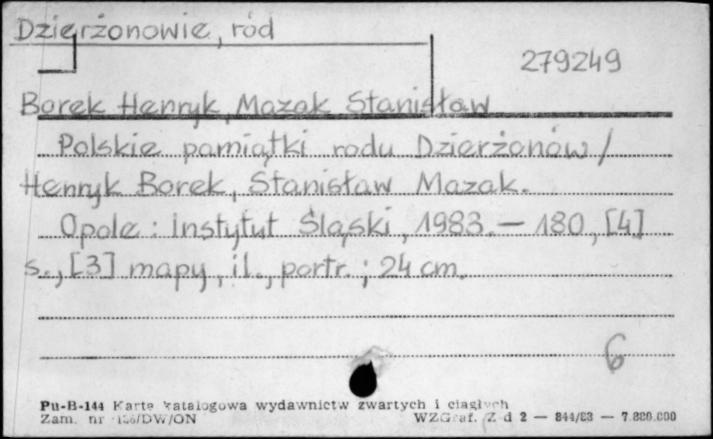 Dzierżonowie, ród
279249
Borek Henryk, Mazak Stanisław
Polskie pamiątki rodu Dzierżonów /
Henryk Borek, Stanisław Mazak.
Opole : Instytut Śląski, 1983. — 180, [4]
s., [3] mapy, il., portr. ; 24 cm.
6
Pu-B-144 Karta katalogowa wydawnictw zwartych i ciągłych
Zam. nr /DW/ON WZGraf. Z-d 2 — 844/83 — 7.880.000